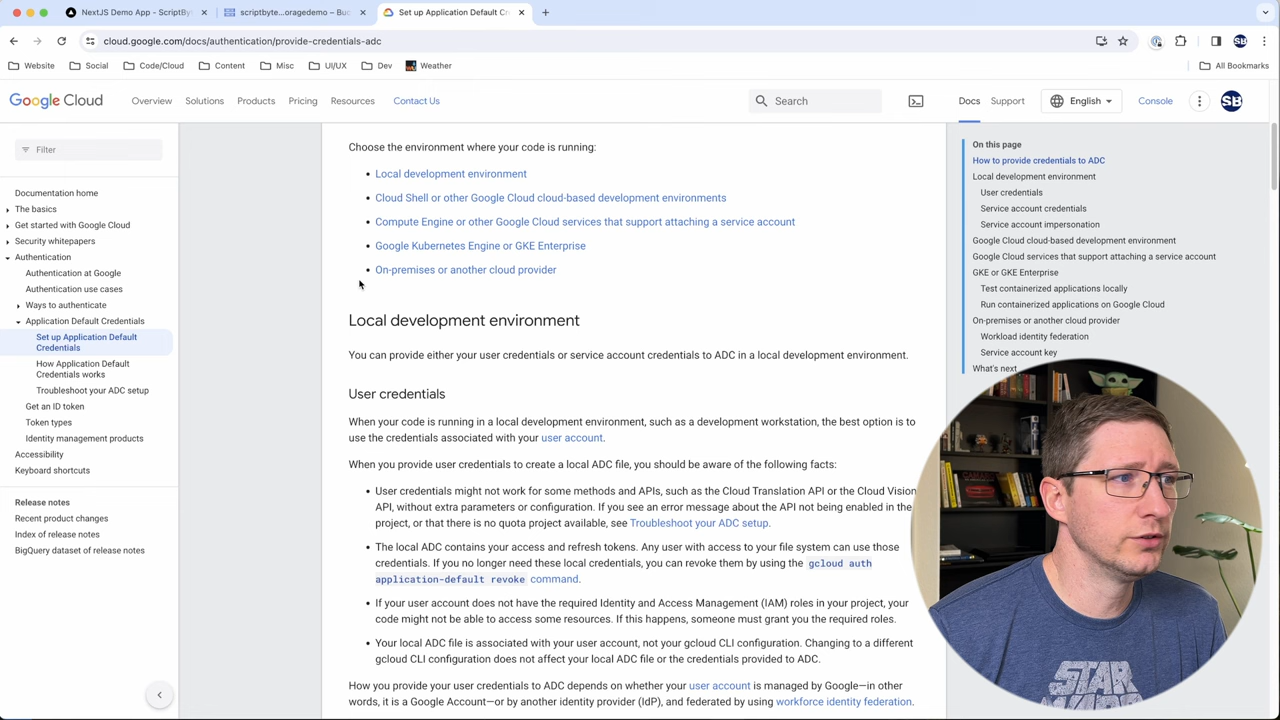 NextJS Demo App - ScriptBy
scriptbyte...oragedemo – Buc
Set up Application Default Cr
cloud.google.com/docs/authentication/provide-credentials-adc
SB
Website
Social
Code/Cloud
Content
Misc
UI/UX
Dev
Weather
All Bookmarks
Google Cloud
Overview
Solutions
Products
Pricing
Resources
Contact Us
Search
Docs
Support
English
Console
SB
Filter
Documentation home
The basics
Get started with Google Cloud
Security whitepapers
Authentication
Authentication at Google
Authentication use cases
Ways to authenticate
Application Default Credentials
Set up Application Default
Credentials
How Application Default
Credentials works
Troubleshoot your ADC setup
Get an ID token
Token types
Identity management products
Accessibility
Keyboard shortcuts
Release notes
Recent product changes
Index of release notes
BigQuery dataset of release notes
Choose the environment where your code is running:
• Local development environment
• Cloud Shell or other Google Cloud cloud-based development environments
• Compute Engine or other Google Cloud services that support attaching a service account
• Google Kubernetes Engine or GKE Enterprise
• On-premises or another cloud provider
Local development environment
You can provide either your user credentials or service account credentials to ADC in a local development environment.
User credentials
When your code is running in a local development environment, such as a development workstation, the best option is to
use the credentials associated with your user account.
When you provide user credentials to create a local ADC file, you should be aware of the following facts:
• User credentials might not work for some methods and APIs, such as the Cloud Translation API or the Cloud Vision
API, without extra parameters or configuration. If you see an error message about the API not being enabled in the
project, or that there is no quota project available, see Troubleshoot your ADC setup.
• The local ADC contains your access and refresh tokens. Any user with access to your file system can use those
credentials. If you no longer need these local credentials, you can revoke them by using the gcloud auth
application-default revoke command.
• If your user account does not have the required Identity and Access Management (IAM) roles in your project, your
code might not be able to access some resources. If this happens, someone must grant you the required roles.
• Your local ADC file is associated with your user account, not your gcloud CLI configuration. Changing to a different
gcloud CLI configuration does not affect your local ADC file or the credentials provided to ADC.
How you provide your user credentials to ADC depends on whether your user account is managed by Google—in other
words, it is a Google Account—or by another identity provider (IdP), and federated by using workforce identity federation.
On this page
How to provide credentials to ADC
Local development environment
User credentials
Service account credentials
Service account impersonation
Google Cloud cloud-based development environment
Google Cloud services that support attaching a service account
GKE or GKE Enterprise
Test containerized applications locally
Run containerized applications on Google Cloud
On-premises or another cloud provider
Workload identity federation
Service account key
What's next
STAR